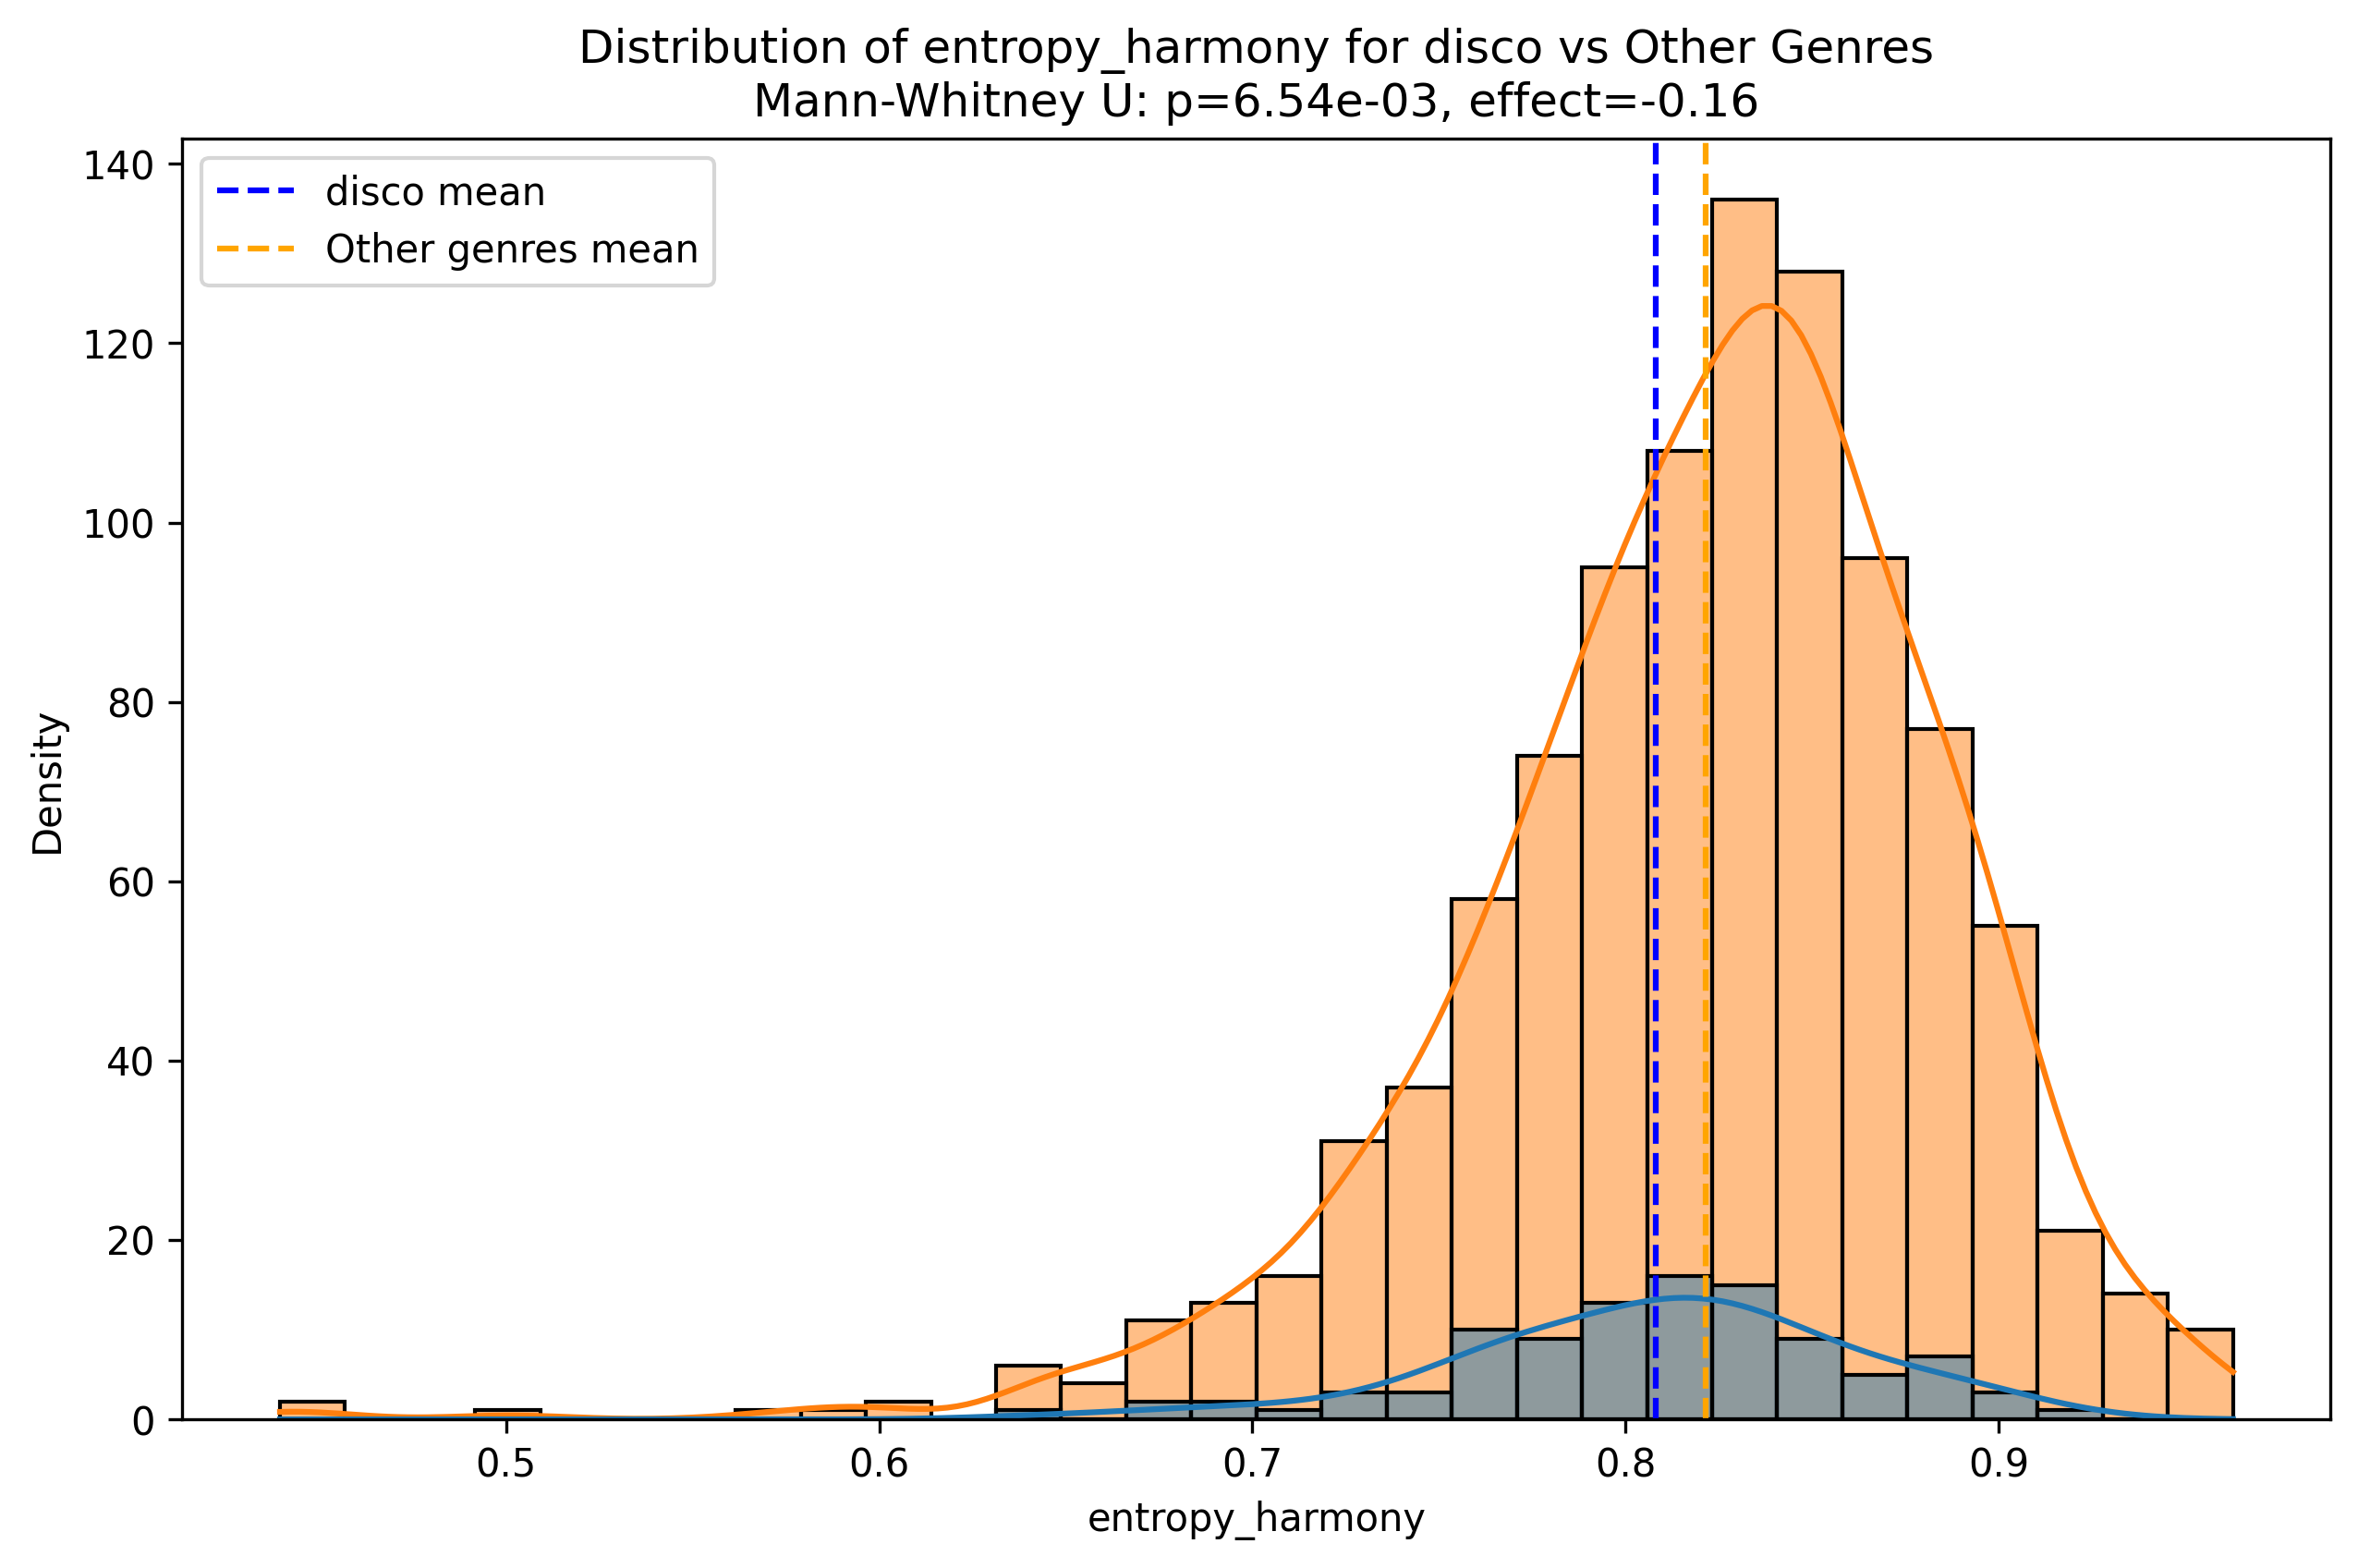 Distribution of entropy_harmony for disco vs Other Genres
Mann-Whitney U: p=6.54e-03, effect=-0.16
disco mean
Other genres mean
140
120
100
80
60
40
20
0
Density
0.5
0.6
0.7
0.8
0.9
entropy_harmony